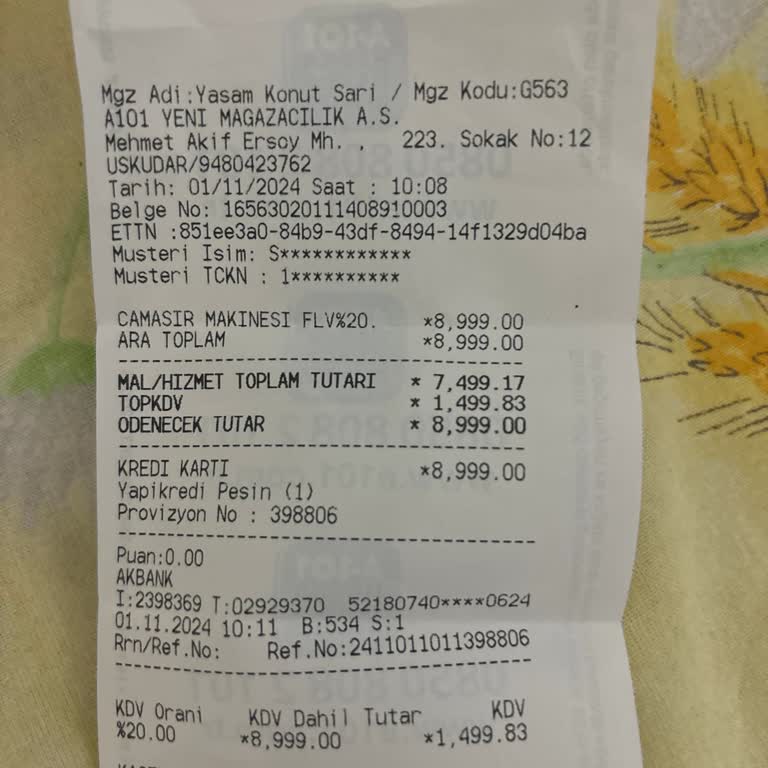 Mgz Adi:Yasam Konut Sari / Mgz Kodu:G563
A101 YENI MAGAZACILIK A.S.
Mehmet Akif Ersoy Mh. , 223. Sokak No:12
USKUDAR/9480423762
Tarih: 01/11/2024 Saat : 10:08
Belge No: 16563020111408910003
ETTN :851ee3a0-84b9-43df-8494-14f1329d04ba
Musteri Isim: S************
Musteri TCKN : 1**********
CAMASIR MAKINESI FLV%20. *8,999.00
ARA TOPLAM *8,999.00
MAL/HIZMET TOPLAM TUTARI * 7,499.17
TOPKDV * 1,499.83
ODENECEK TUTAR * 8,999.00
KREDI KARTI *8,999.00
Yapikredi Pesin (1)
Provizyon No : 398806
Puan:0.00
AKBANK
I:2398369 T:02929370 52180740****0624
01.11.2024 10:11 B:534 S:1
Rrn/Ref.No: Ref.No:2411011011398806
KDV Orani KDV Dahil Tutar KDV
%20.00 *8,999.00 *1,499.83